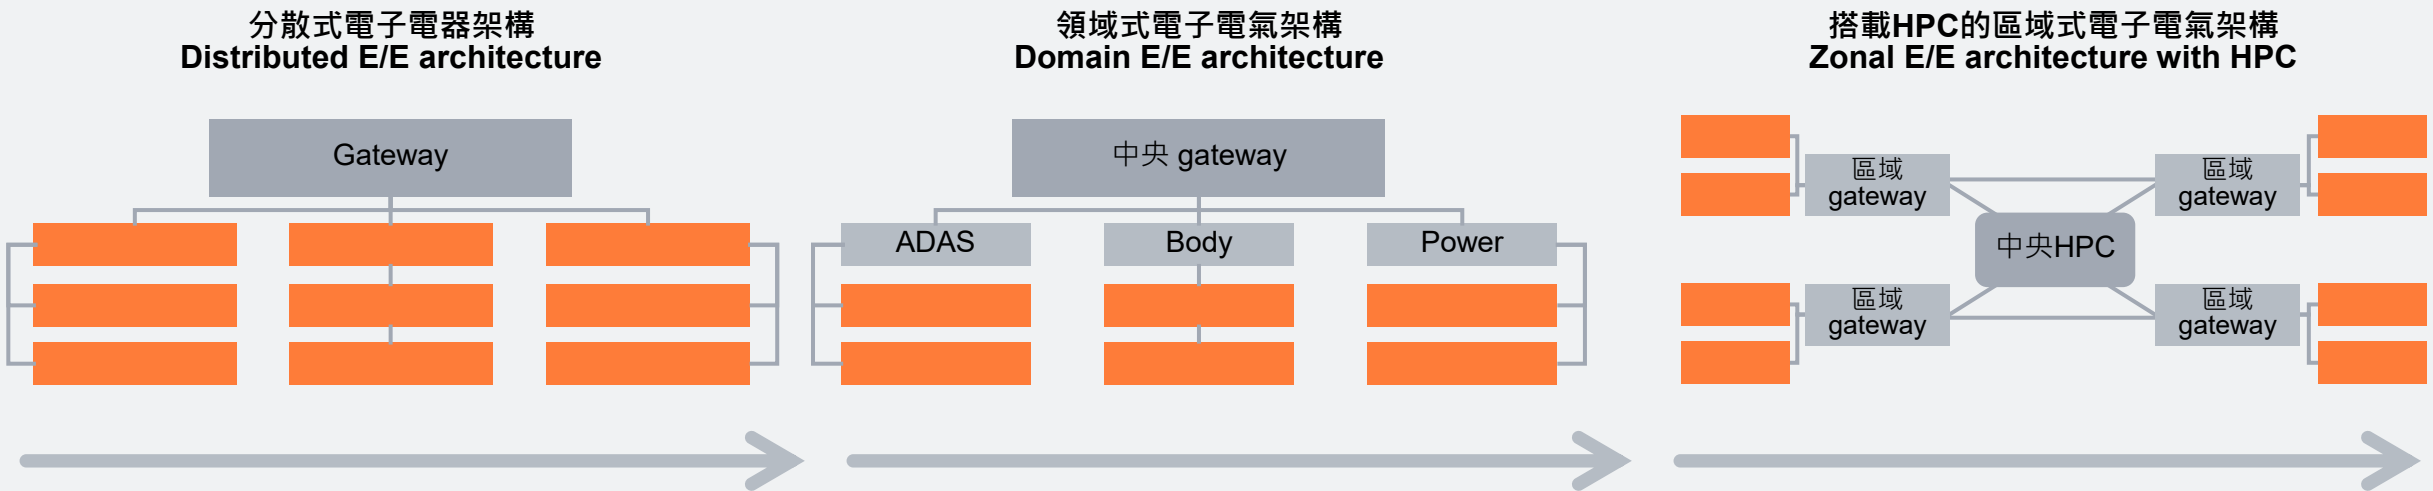 分散式電子電器架構
Distributed E/E architecture
Gateway
領域式電子電氣架構
Domain E/E architecture
中央 gateway
ADAS
Body
Power
搭載HPC的區域式電子電氣架構
Zonal E/E architecture with HPC
區域
gateway
區域
gateway
中央HPC
區域
gateway
區域
gateway